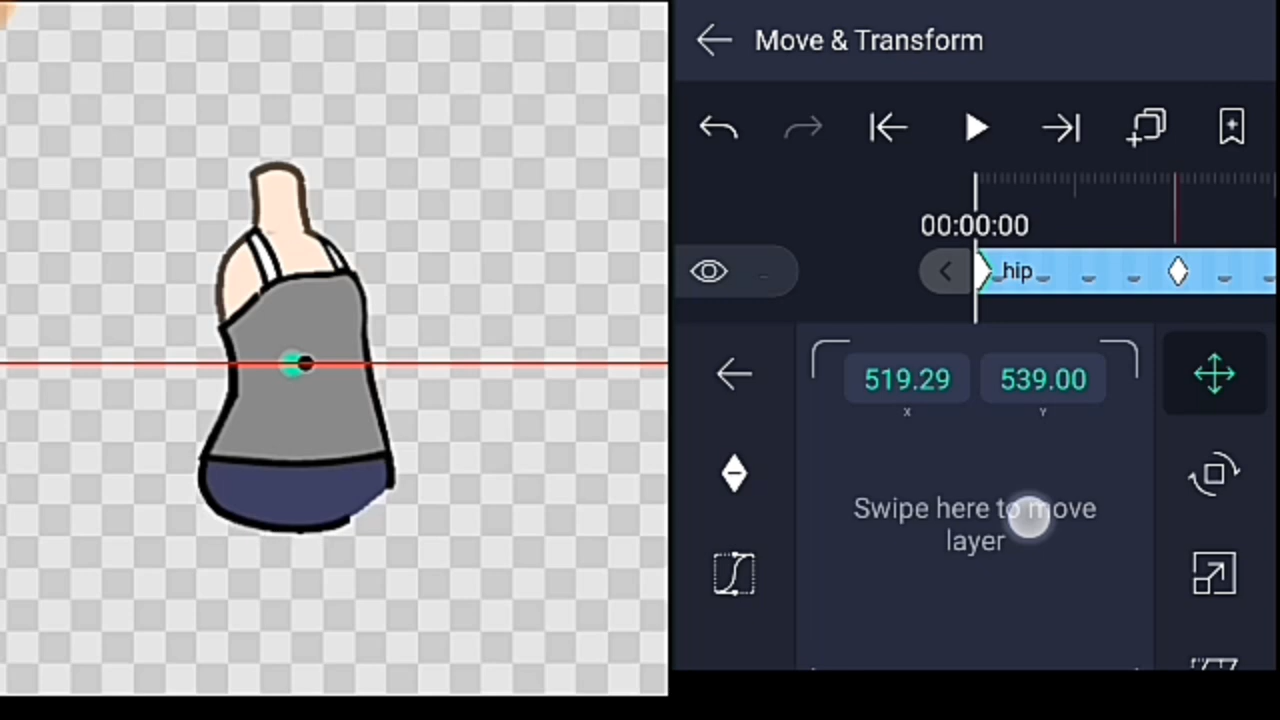 Move & Transform
00:00:00
hip
519.29 539.00
X Y
Swipe here to move
layer